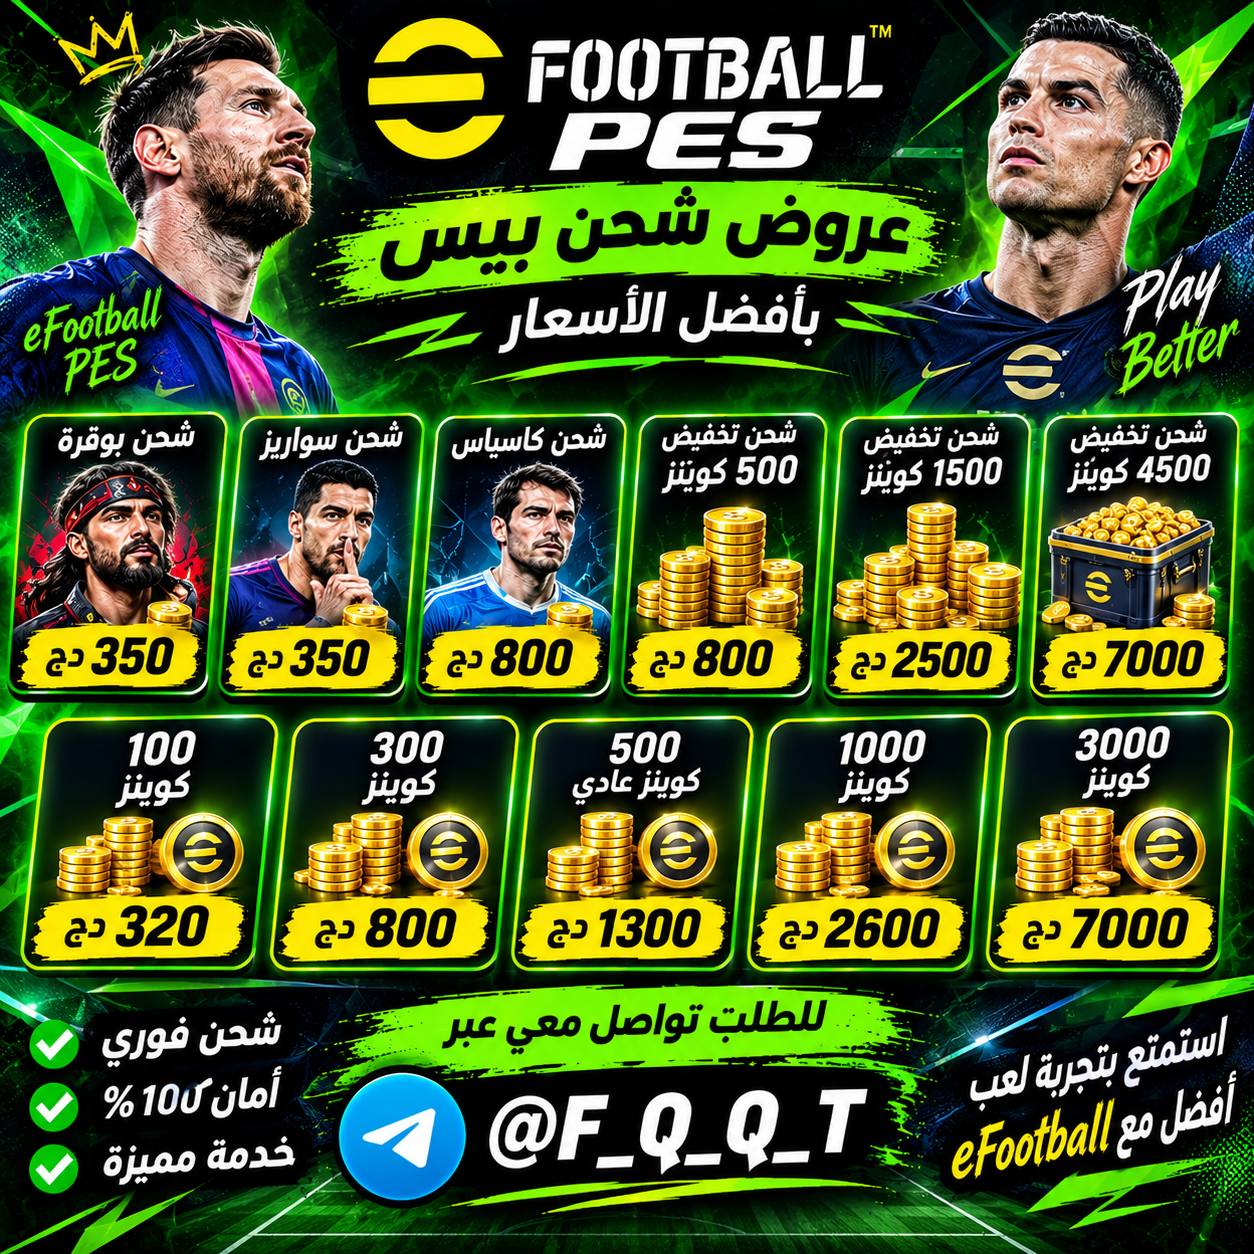 FOOTBALL™
PES
عروض شحن بيس
بأفضل الأسعار
eFootball
PES
Play
Better
شحن بوقرة
350 دج
شحن سواريز
350 دج
شحن كاسياس
800 دج
شحن تخفيض
500 كوينز
800 دج
شحن تخفيض
1500 كوينز
2500 دج
شحن تخفيض
4500 كوينز
7000 دج
100
كوينز
320 دج
300
كوينز
800 دج
500
كوينز عادي
1300 دج
1000
كوينز
2600 دج
3000
كوينز
7000 دج
للطلب تواصل معي عبر
@F_Q_Q_T
شحن فوري
أمان 100 %
خدمة مميزة
استمتع بتجربة لعب
أفضل مع eFootball